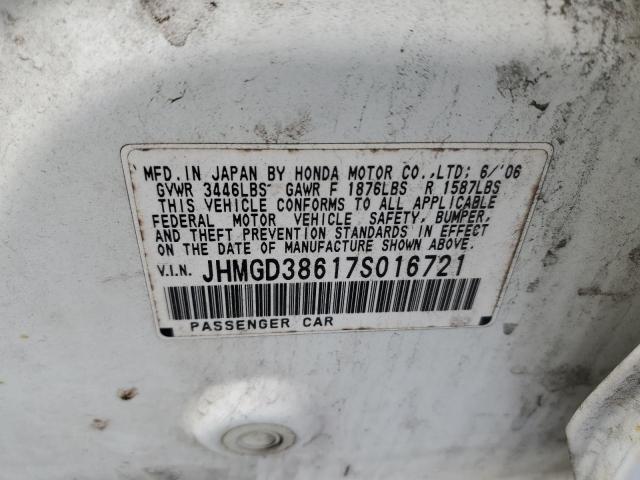 MFD. IN JAPAN BY HONDA MOTOR CO.,LTD; 6/'06
GVWR 3446LBS GAWR F 1876LBS R 1587LBS
THIS VEHICLE CONFORMS TO ALL APPLICABLE
FEDERAL MOTOR VEHICLE SAFETY, BUMPER,
AND THEFT PREVENTION STANDARDS IN EFFECT
ON THE DATE OF MANUFACTURE SHOWN ABOVE.
V.I.N. JHMGD38617S016721
PASSENGER CAR